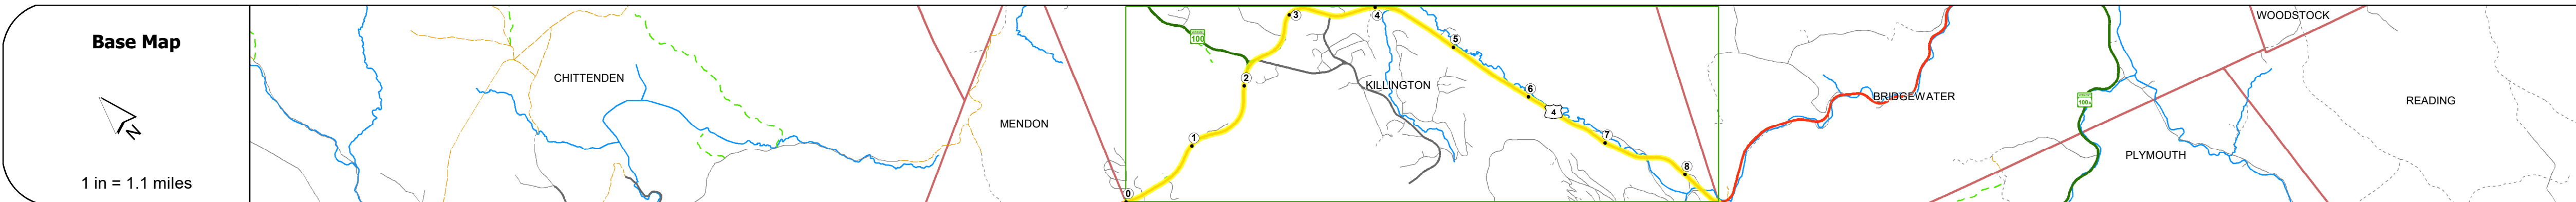 Base Map
N
1 in = 1.1 miles
CHITTENDEN
MENDON
100
0
1
2
3
4
5
6
4
7
8
KILLINGTON
BRIDGEWATER
WOODSTOCK
PLYMOUTH
READING